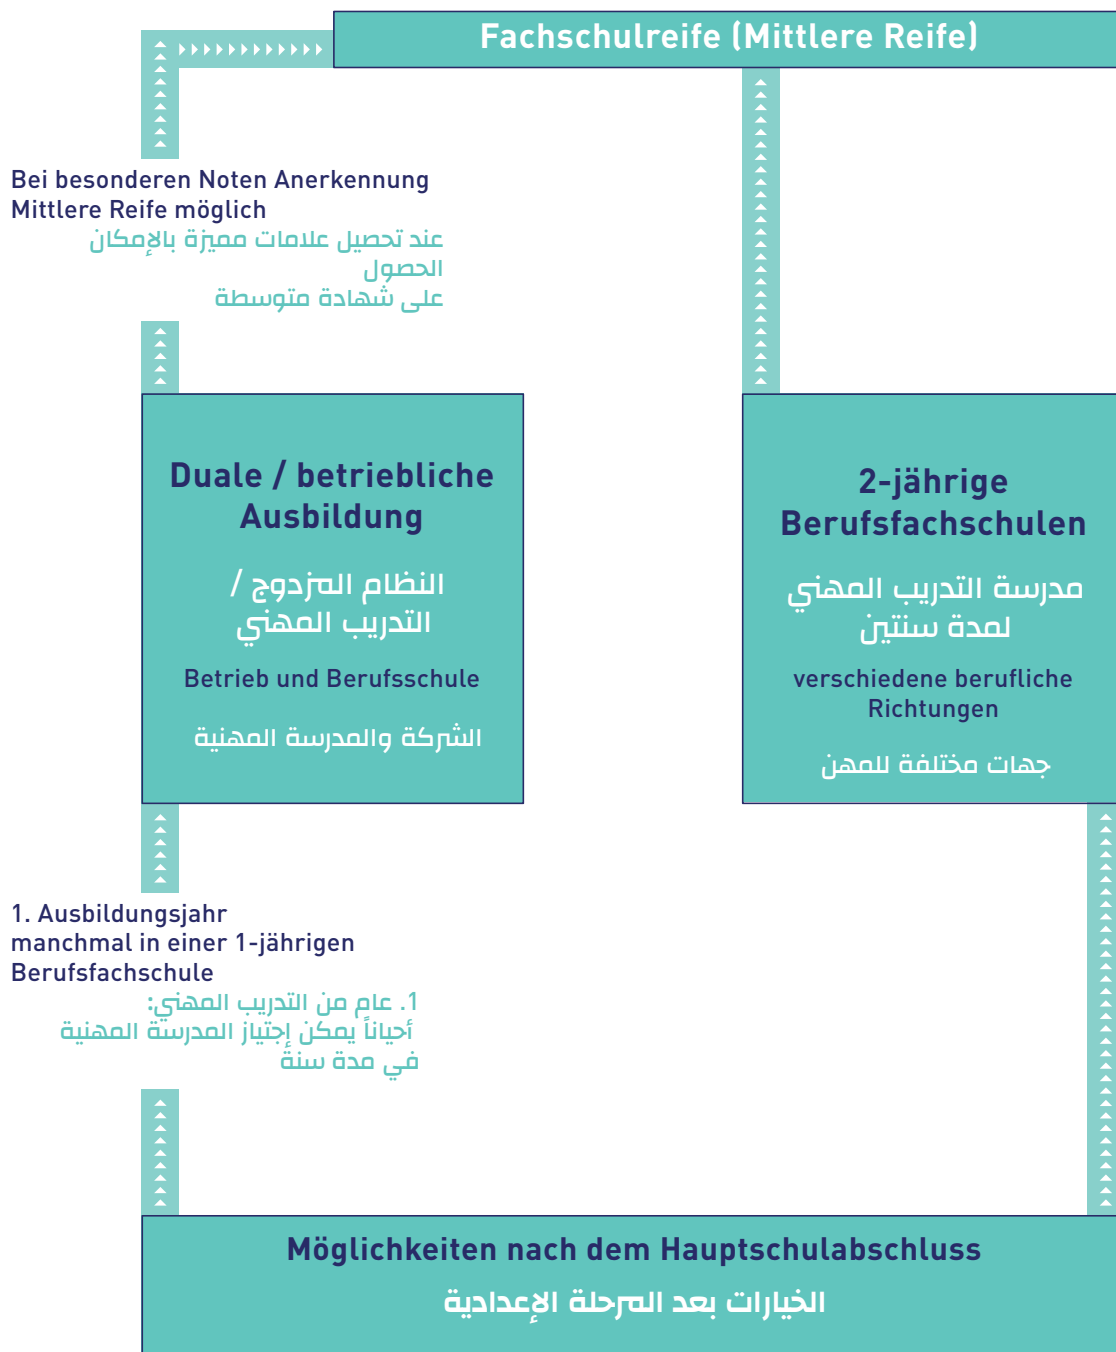 Fachschulreife (Mittlere Reife)
Bei besonderen Noten Anerkennung
Mittlere Reife möglich
عند تحصيل علامات مميزة بالإمكان
الحصول
على شهادة متوسطة
Duale / betriebliche
Ausbildung
النظام المزدوج /
التدريب المهني
Betrieb und Berufsschule
الشركة والمدرسة المهنية
2-jährige
Berufsfachschulen
مدرسة التدريب المهني
لمدة سنتين
verschiedene berufliche
Richtungen
جهات مختلفة للمهن
1. Ausbildungsjahr
manchmal in einer 1-jährigen
Berufsfachschule
1. عام من التدريب المهني:
أحياناً يمكن إجتياز المدرسة المهنية
في مدة سنة
Möglichkeiten nach dem Hauptschulabschluss
الخيارات بعد المرحلة الإعدادية